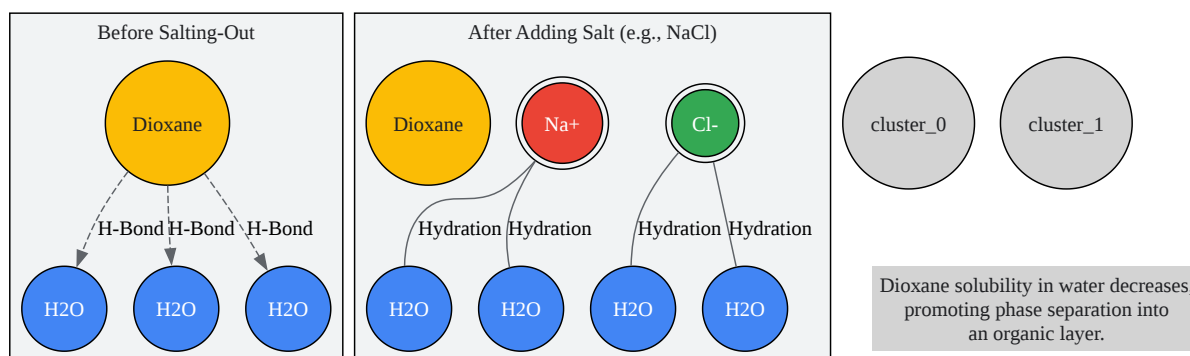 Before Salting-Out
Dioxane
H-Bond
H-Bond
H-Bond
H2O
H2O
H2O
After Adding Salt (e.g., NaCl)
Dioxane
Na+
Cl-
Hydration
Hydration
Hydration
Hydration
H2O
H2O
H2O
H2O
cluster_0
cluster_1
Dioxane solubility in water decreases,
promoting phase separation into
an organic layer.